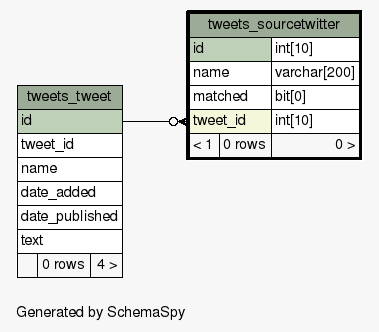 tweets_sourcetwitter
id int[10]
name varchar[200]
matched bit[0]
tweet_id int[10]
< 1 0 rows 0 >
tweets_tweet
id
tweet_id
name
date_added
date_published
text
0 rows 4 >
Generated by SchemaSpy